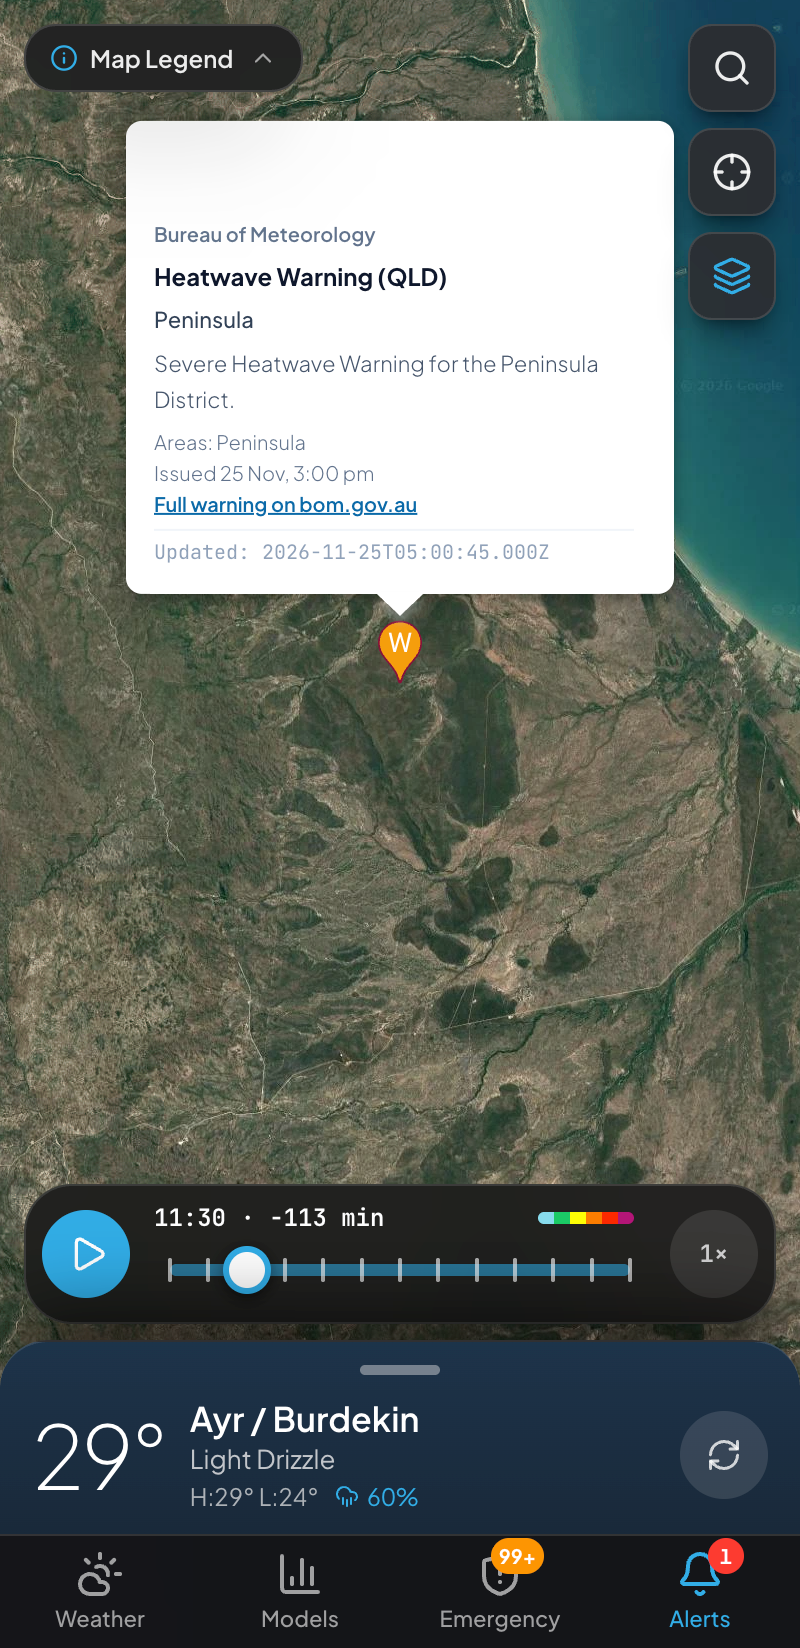 Map Legend
Bureau of Meteorology
Heatwave Warning (QLD)
Peninsula
Severe Heatwave Warning for the Peninsula
District.
Areas: Peninsula
Issued 25 Nov, 3:00 pm
Full warning on bom.gov.au
Updated: 2026-11-25T05:00:45.000Z
© 2026 Google
W
11:30 · -113 min
1×
29°
Ayr / Burdekin
Light Drizzle
H:29° L:24° 60%
99+
1
Weather
Models
Emergency
Alerts